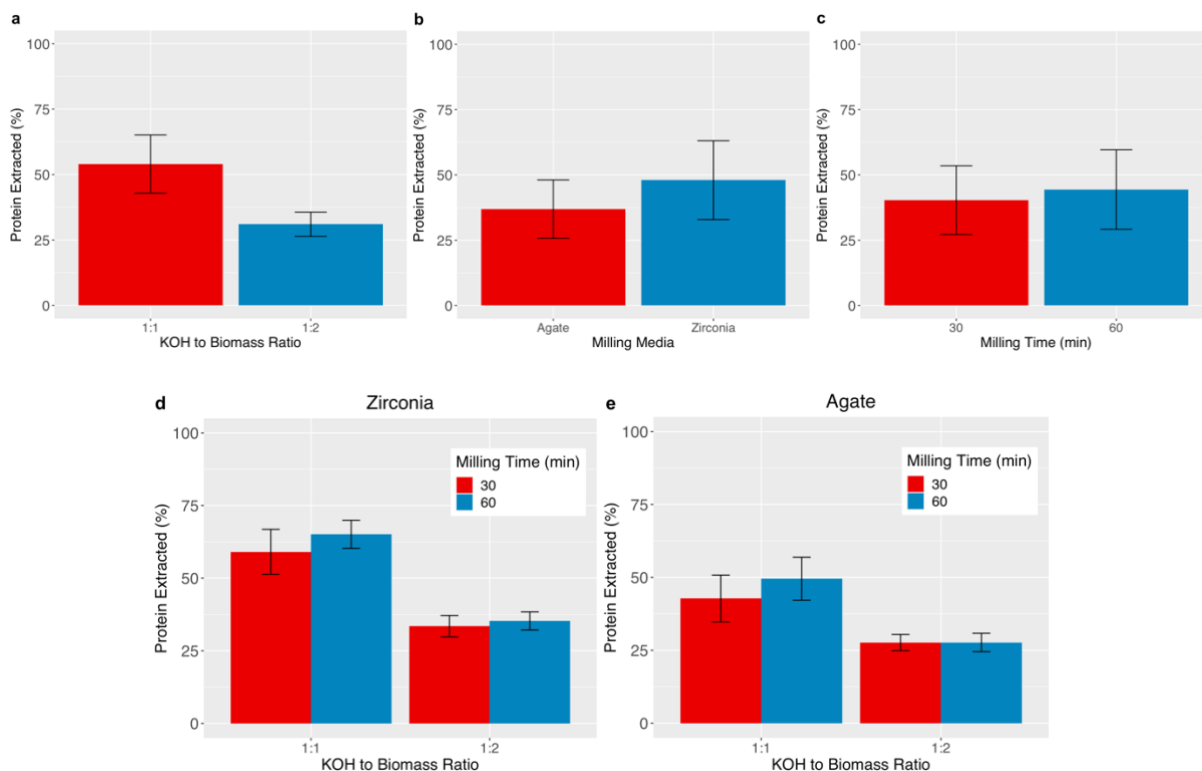 a
100
75
50
25
0
Protein Extracted (%)
1:1
1:2
KOH to Biomass Ratio
b
100
75
50
25
0
Protein Extracted (%)
Agate
Zirconia
Milling Media
c
100
75
50
25
0
Protein Extracted (%)
30
60
Milling Time (min)
d
Zirconia
100
75
50
25
0
Protein Extracted (%)
Milling Time (min)
30
60
1:1
1:2
KOH to Biomass Ratio
e
Agate
100
75
50
25
0
Protein Extracted (%)
Milling Time (min)
30
60
1:1
1:2
KOH to Biomass Ratio